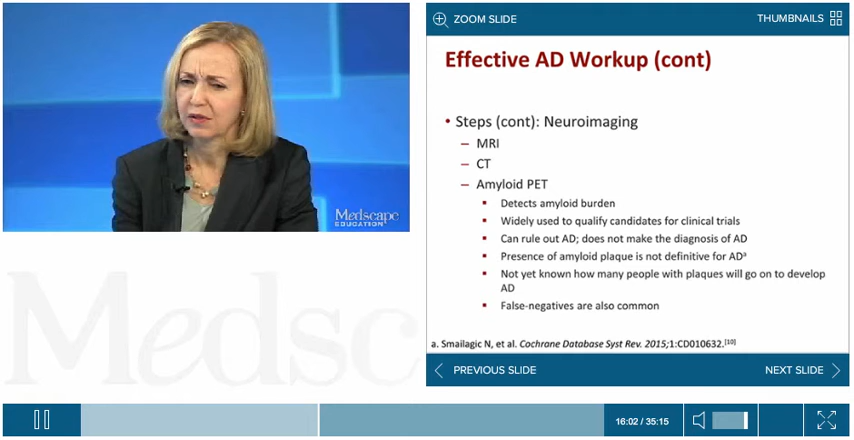 ZOOM SLIDE
THUMBNAILS
Effective AD Workup (cont)
• Steps (cont): Neuroimaging
– MRI
– CT
– Amyloid PET
▪ Detects amyloid burden
▪ Widely used to qualify candidates for clinical trials
▪ Can rule out AD; does not make the diagnosis of AD
▪ Presence of amyloid plaque is not definitive for ADᵃ
▪ Not yet known how many people with plaques will go on to develop
AD
▪ False-negatives are also common
a. Smailagic N, et al. Cochrane Database Syst Rev. 2015;1:CD010632.[10]
PREVIOUS SLIDE
NEXT SLIDE
Medscape
EDUCATION
Medsc
16:02 / 35:15